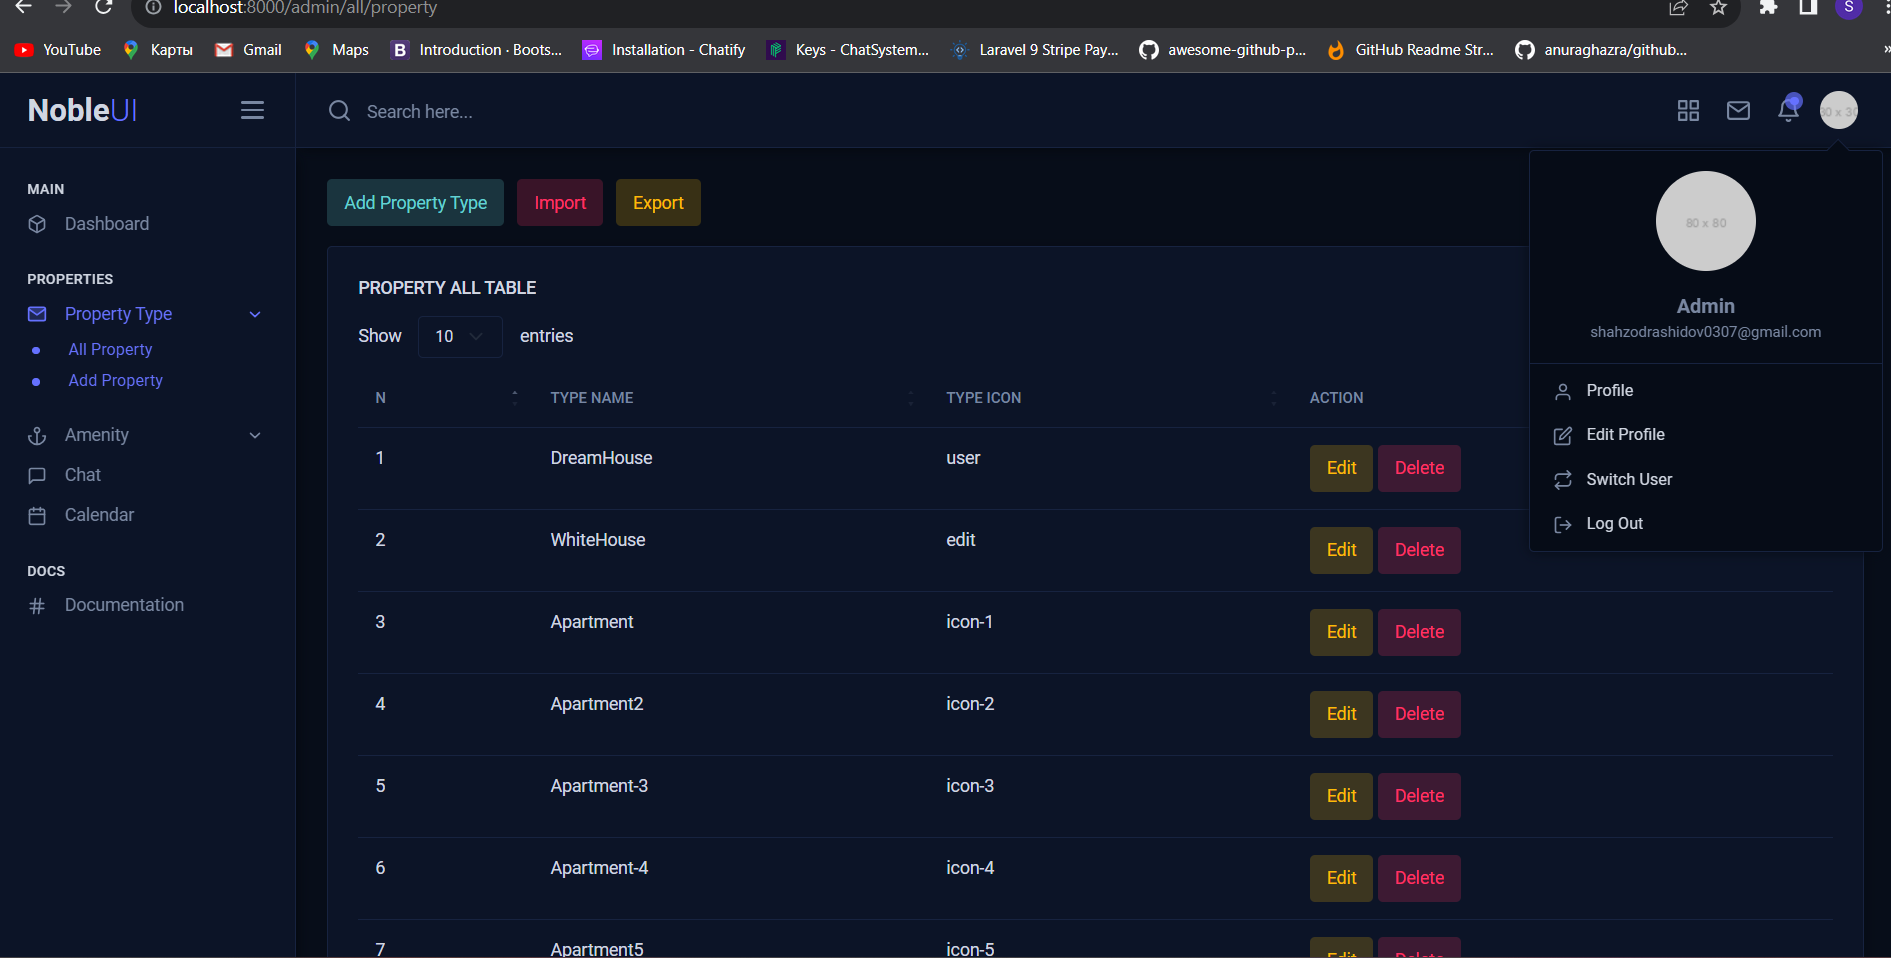 localhost:8000/admin/all/property
S
YouTube Карты Gmail Maps Introduction · Boots... Installation - Chatify Keys - ChatSystem... Laravel 9 Stripe Pay... awesome-github-p... GitHub Readme Str... anuraghazra/github...
NobleUI
Search here...
MAIN
Dashboard
PROPERTIES
Property Type
All Property
Add Property
Amenity
Chat
Calendar
DOCS
Documentation
Add Property Type Import Export
PROPERTY ALL TABLE
Show 10 entries
N TYPE NAME TYPE ICON ACTION
1 DreamHouse user Edit Delete
2 WhiteHouse edit Edit Delete
3 Apartment icon-1 Edit Delete
4 Apartment2 icon-2 Edit Delete
5 Apartment-3 icon-3 Edit Delete
6 Apartment-4 icon-4 Edit Delete
7 Apartment5 icon-5 Edit Delete
80 x 80
Admin
shahzodrashidov0307@gmail.com
Profile
Edit Profile
Switch User
Log Out